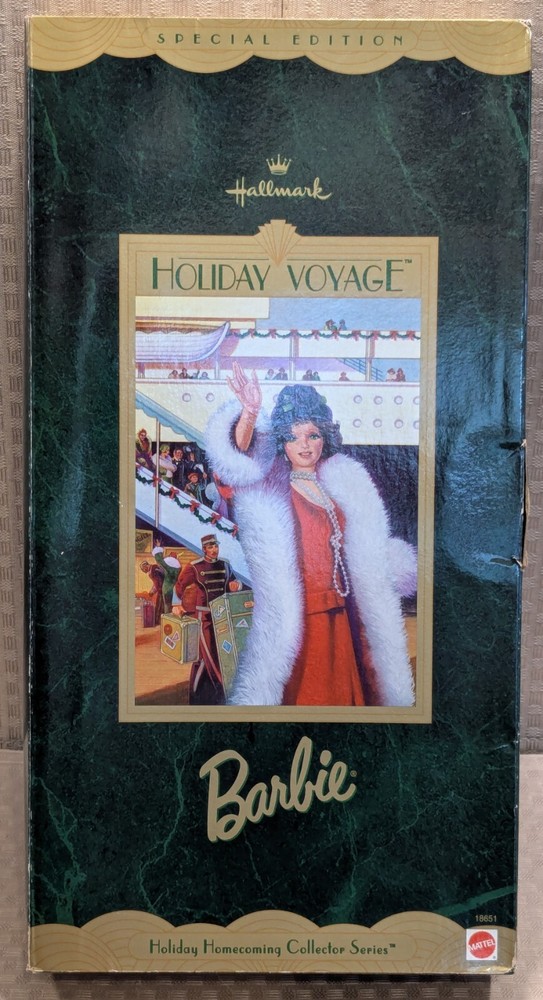 SPECIAL EDITION
Hallmark
HOLIDAY VOYAGE™
Barbie®
18651
Holiday Homecoming Collector Series™
MATTEL